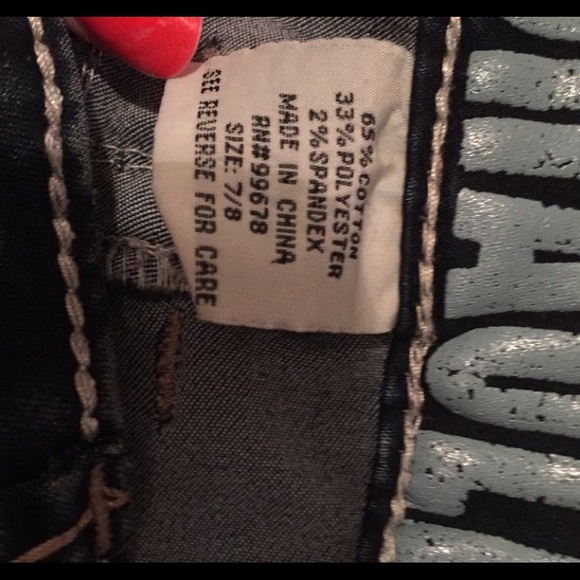 65% COTTON
33% POLYESTER
2% SPANDEX
MADE IN CHINA
RN#99678
SIZE: 7/8
SEE REVERSE FOR CARE